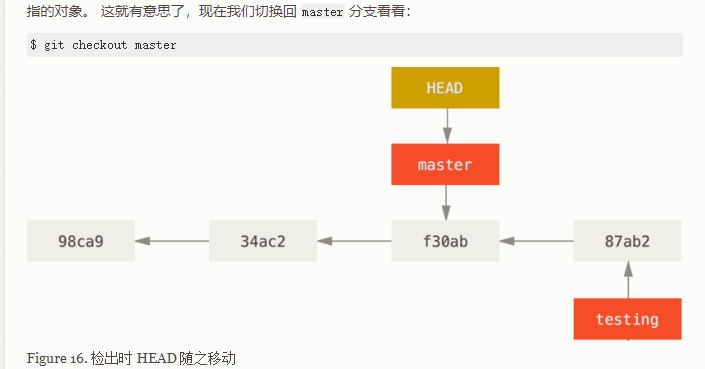 指的对象。 这就有意思了，现在我们切换回 master 分支看看：
$ git checkout master
HEAD
master
98ca9
34ac2
f30ab
87ab2
testing
Figure 16. 检出时 HEAD 随之移动